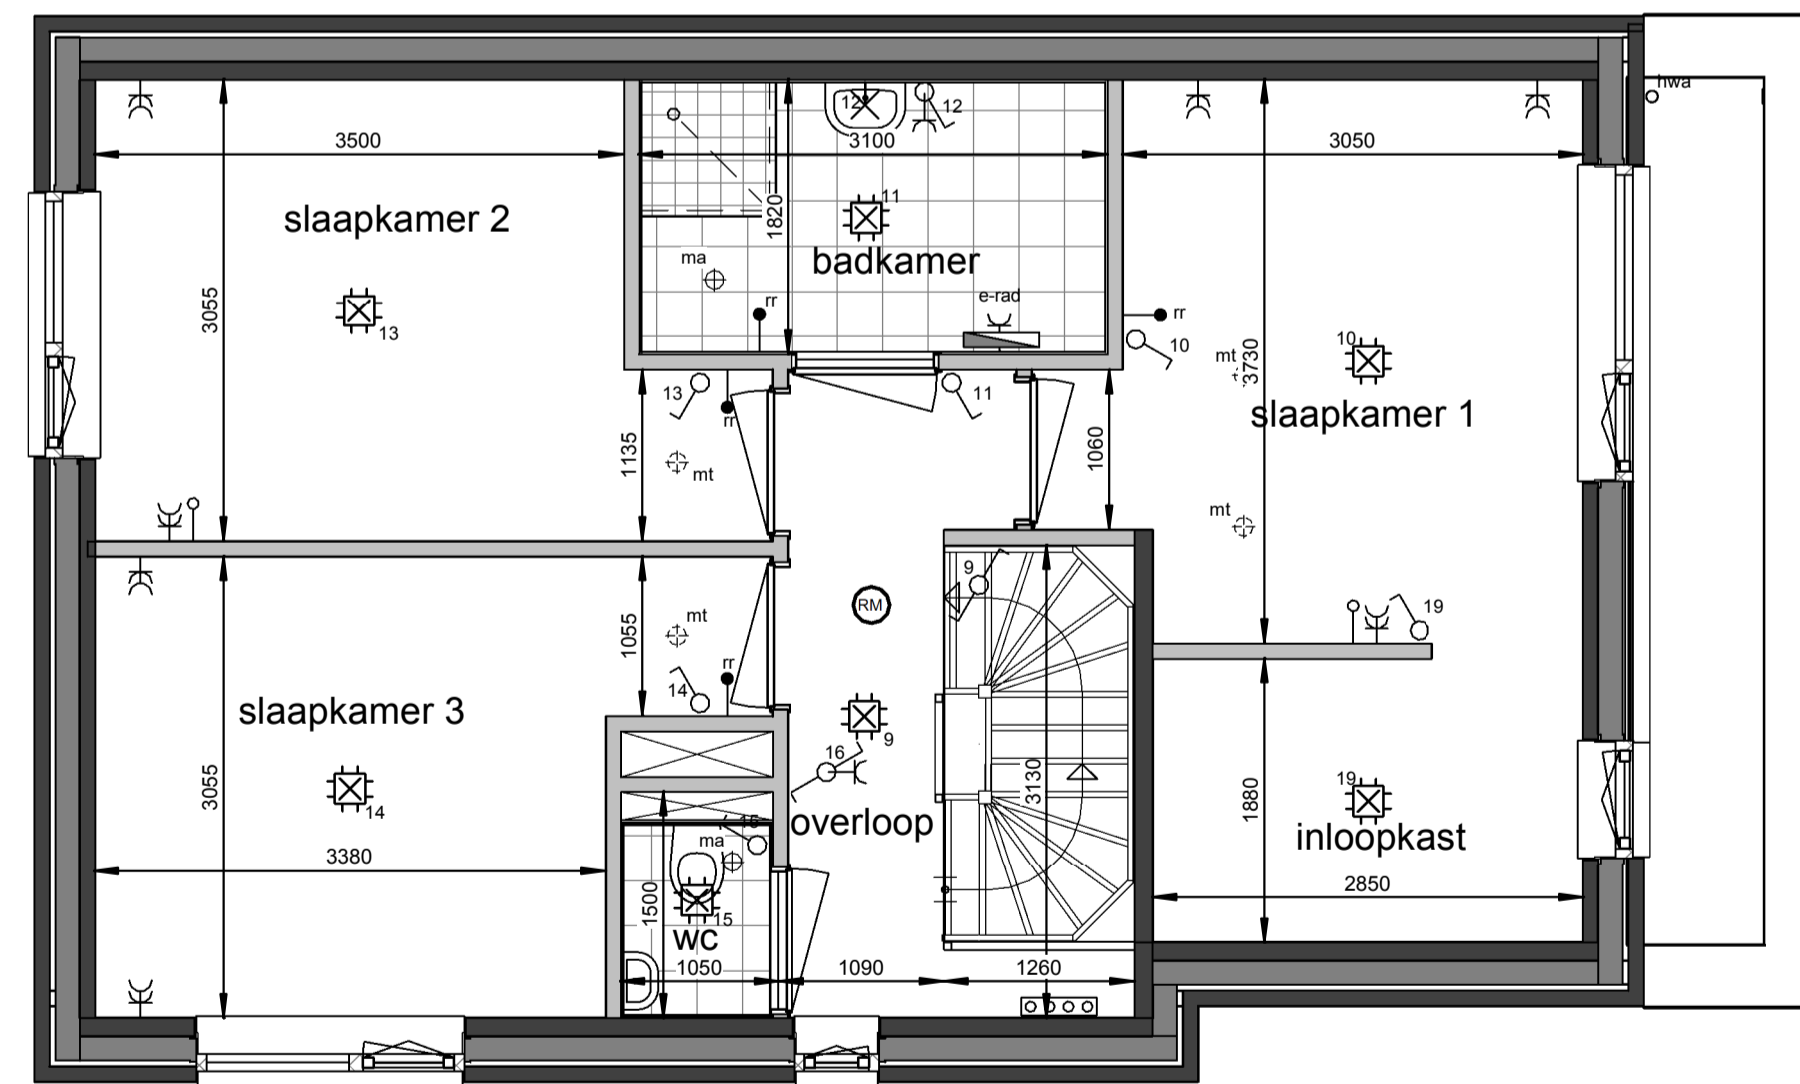 hwa
12
12
3500
3100
3050
11
slaapkamer 2
1820
badkamer
ma
rr
e-rad
3055
13
rr
10
10
mt
3730
slaapkamer 1
13
rr
11
1135
mt
1060
mt
9
RM
1055
mt
19
rr
14
slaapkamer 3
9
16
3130
3055
14
19
1880
15
overloop
inloopkast
ma
3380
2850
1500
15
wc
1050
1090
1260